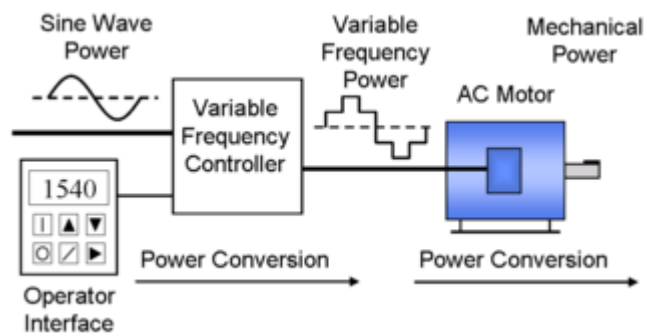 Sine Wave
Power
Variable
Frequency
Power
Mechanical
Power
AC Motor
Variable
Frequency
Controller
1540
Power Conversion
Power Conversion
Operator
Interface